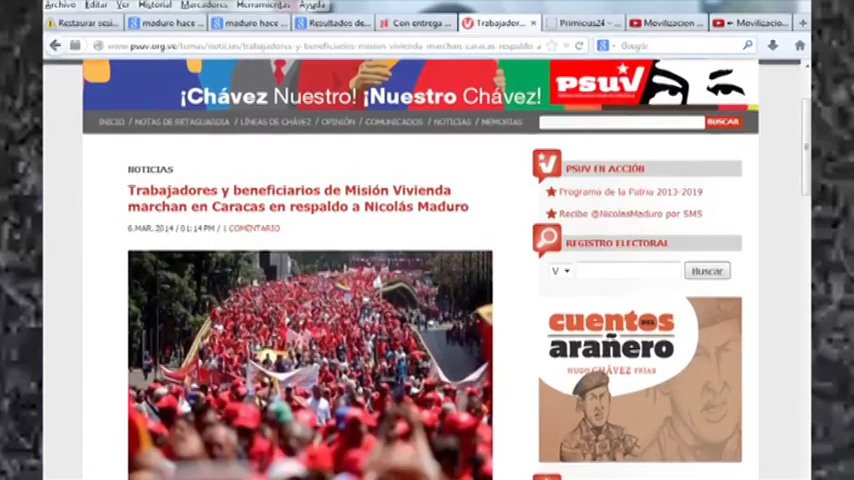 Archivo Editar Ver Historial Marcadores Herramientas Ayuda
Restaurar sesi... maduro hace ... maduro hace ... Resultados de... Con entrega ... Trabajador... Primicias24 ... Movilizacion ... Movilizacio...
www.psuv.org.ve/temas/noticias/trabajadores-y-beneficiarios-mision-vivienda-marchan-caracas-respaldo-a Google
¡Chávez Nuestro! ¡Nuestro Chávez! PSUV
INICIO / NOTAS DE RETAGUARDIA / LÍNEAS DE CHÁVEZ / OPINIÓN / COMUNICADOS / NOTICIAS / MEMORIAS BUSCAR
NOTICIAS
Trabajadores y beneficiarios de Misión Vivienda
marchan en Caracas en respaldo a Nicolás Maduro
6.MAR.2014 / 01:14 PM / 1 COMENTARIO
PSUV EN ACCIÓN
Programa de la Patria 2013-2019
Recibe @NicolasMaduro por SMS
REGISTRO ELECTORAL
V Buscar
cuentos DEL
arañero
HUGO CHÁVEZ FRÍAS